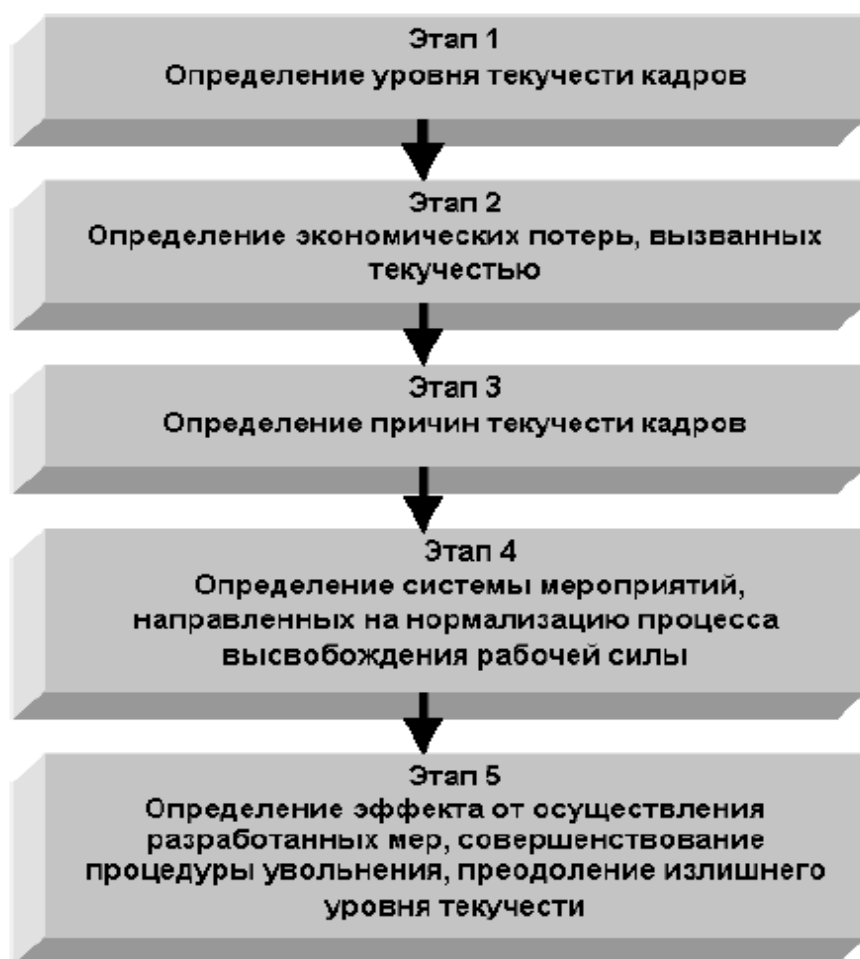 Этап 1
Определение уровня текучести кадров
Этап 2
Определение экономических потерь, вызванных
текучестью
Этап 3
Определение причин текучести кадров
Этап 4
Определение системы мероприятий,
направленных на нормализацию процесса
высвобождения рабочей силы
Этап 5
Определение эффекта от осуществления
разработанных мер, совершенствование
процедуры увольнения, преодоление излишнего
уровня текучести